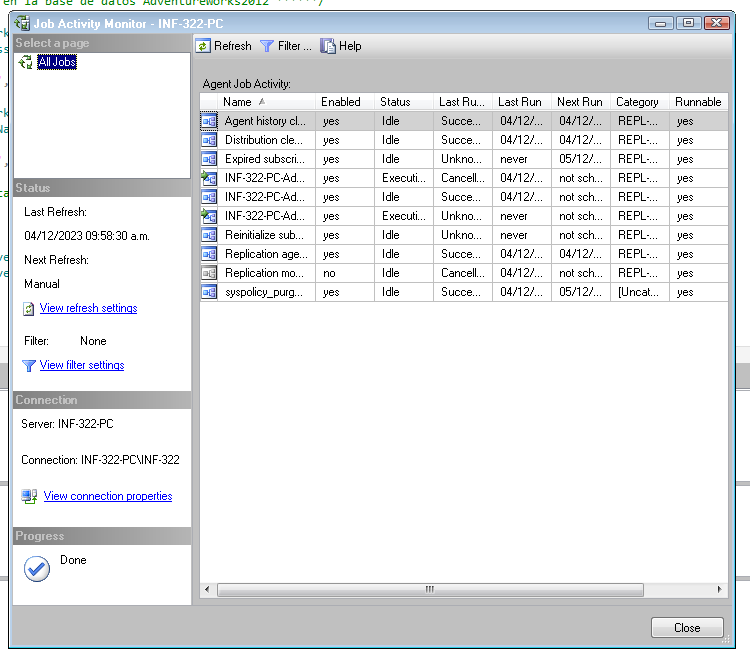 en la base de datos AdventureWorks2012 ******/
Job Activity Monitor - INF-322-PC
Select a page
All Jobs
Refresh Filter ... Help
Agent Job Activity:
Name Enabled Status Last Ru... Last Run Next Run Category Runnable
Agent history cl... yes Idle Succe... 04/12/... 04/12/... REPL-... yes
Distribution cle... yes Idle Succe... 04/12/... 04/12/... REPL-... yes
Expired subscri... yes Idle Unkno... never 05/12/... REPL-... yes
INF-322-PC-Ad... yes Executi... Cancell... 04/12/... not sch... REPL-... yes
INF-322-PC-Ad... yes Idle Succe... 04/12/... not sch... REPL-... yes
INF-322-PC-Ad... yes Executi... Unkno... never not sch... REPL-... yes
Reinitialize sub... yes Idle Unkno... never not sch... REPL-... yes
Replication age... yes Idle Succe... 04/12/... 04/12/... REPL-... yes
Replication mo... no Idle Cancell... 04/12/... not sch... REPL-... yes
syspolicy_purg... yes Idle Succe... 04/12/... 05/12/... [Uncat... yes
Status
Last Refresh:
04/12/2023 09:58:30 a.m.
Next Refresh:
Manual
View refresh settings
Filter: None
View filter settings
Connection
Server: INF-322-PC
Connection: INF-322-PC\INF-322
View connection properties
Progress
Done
Close